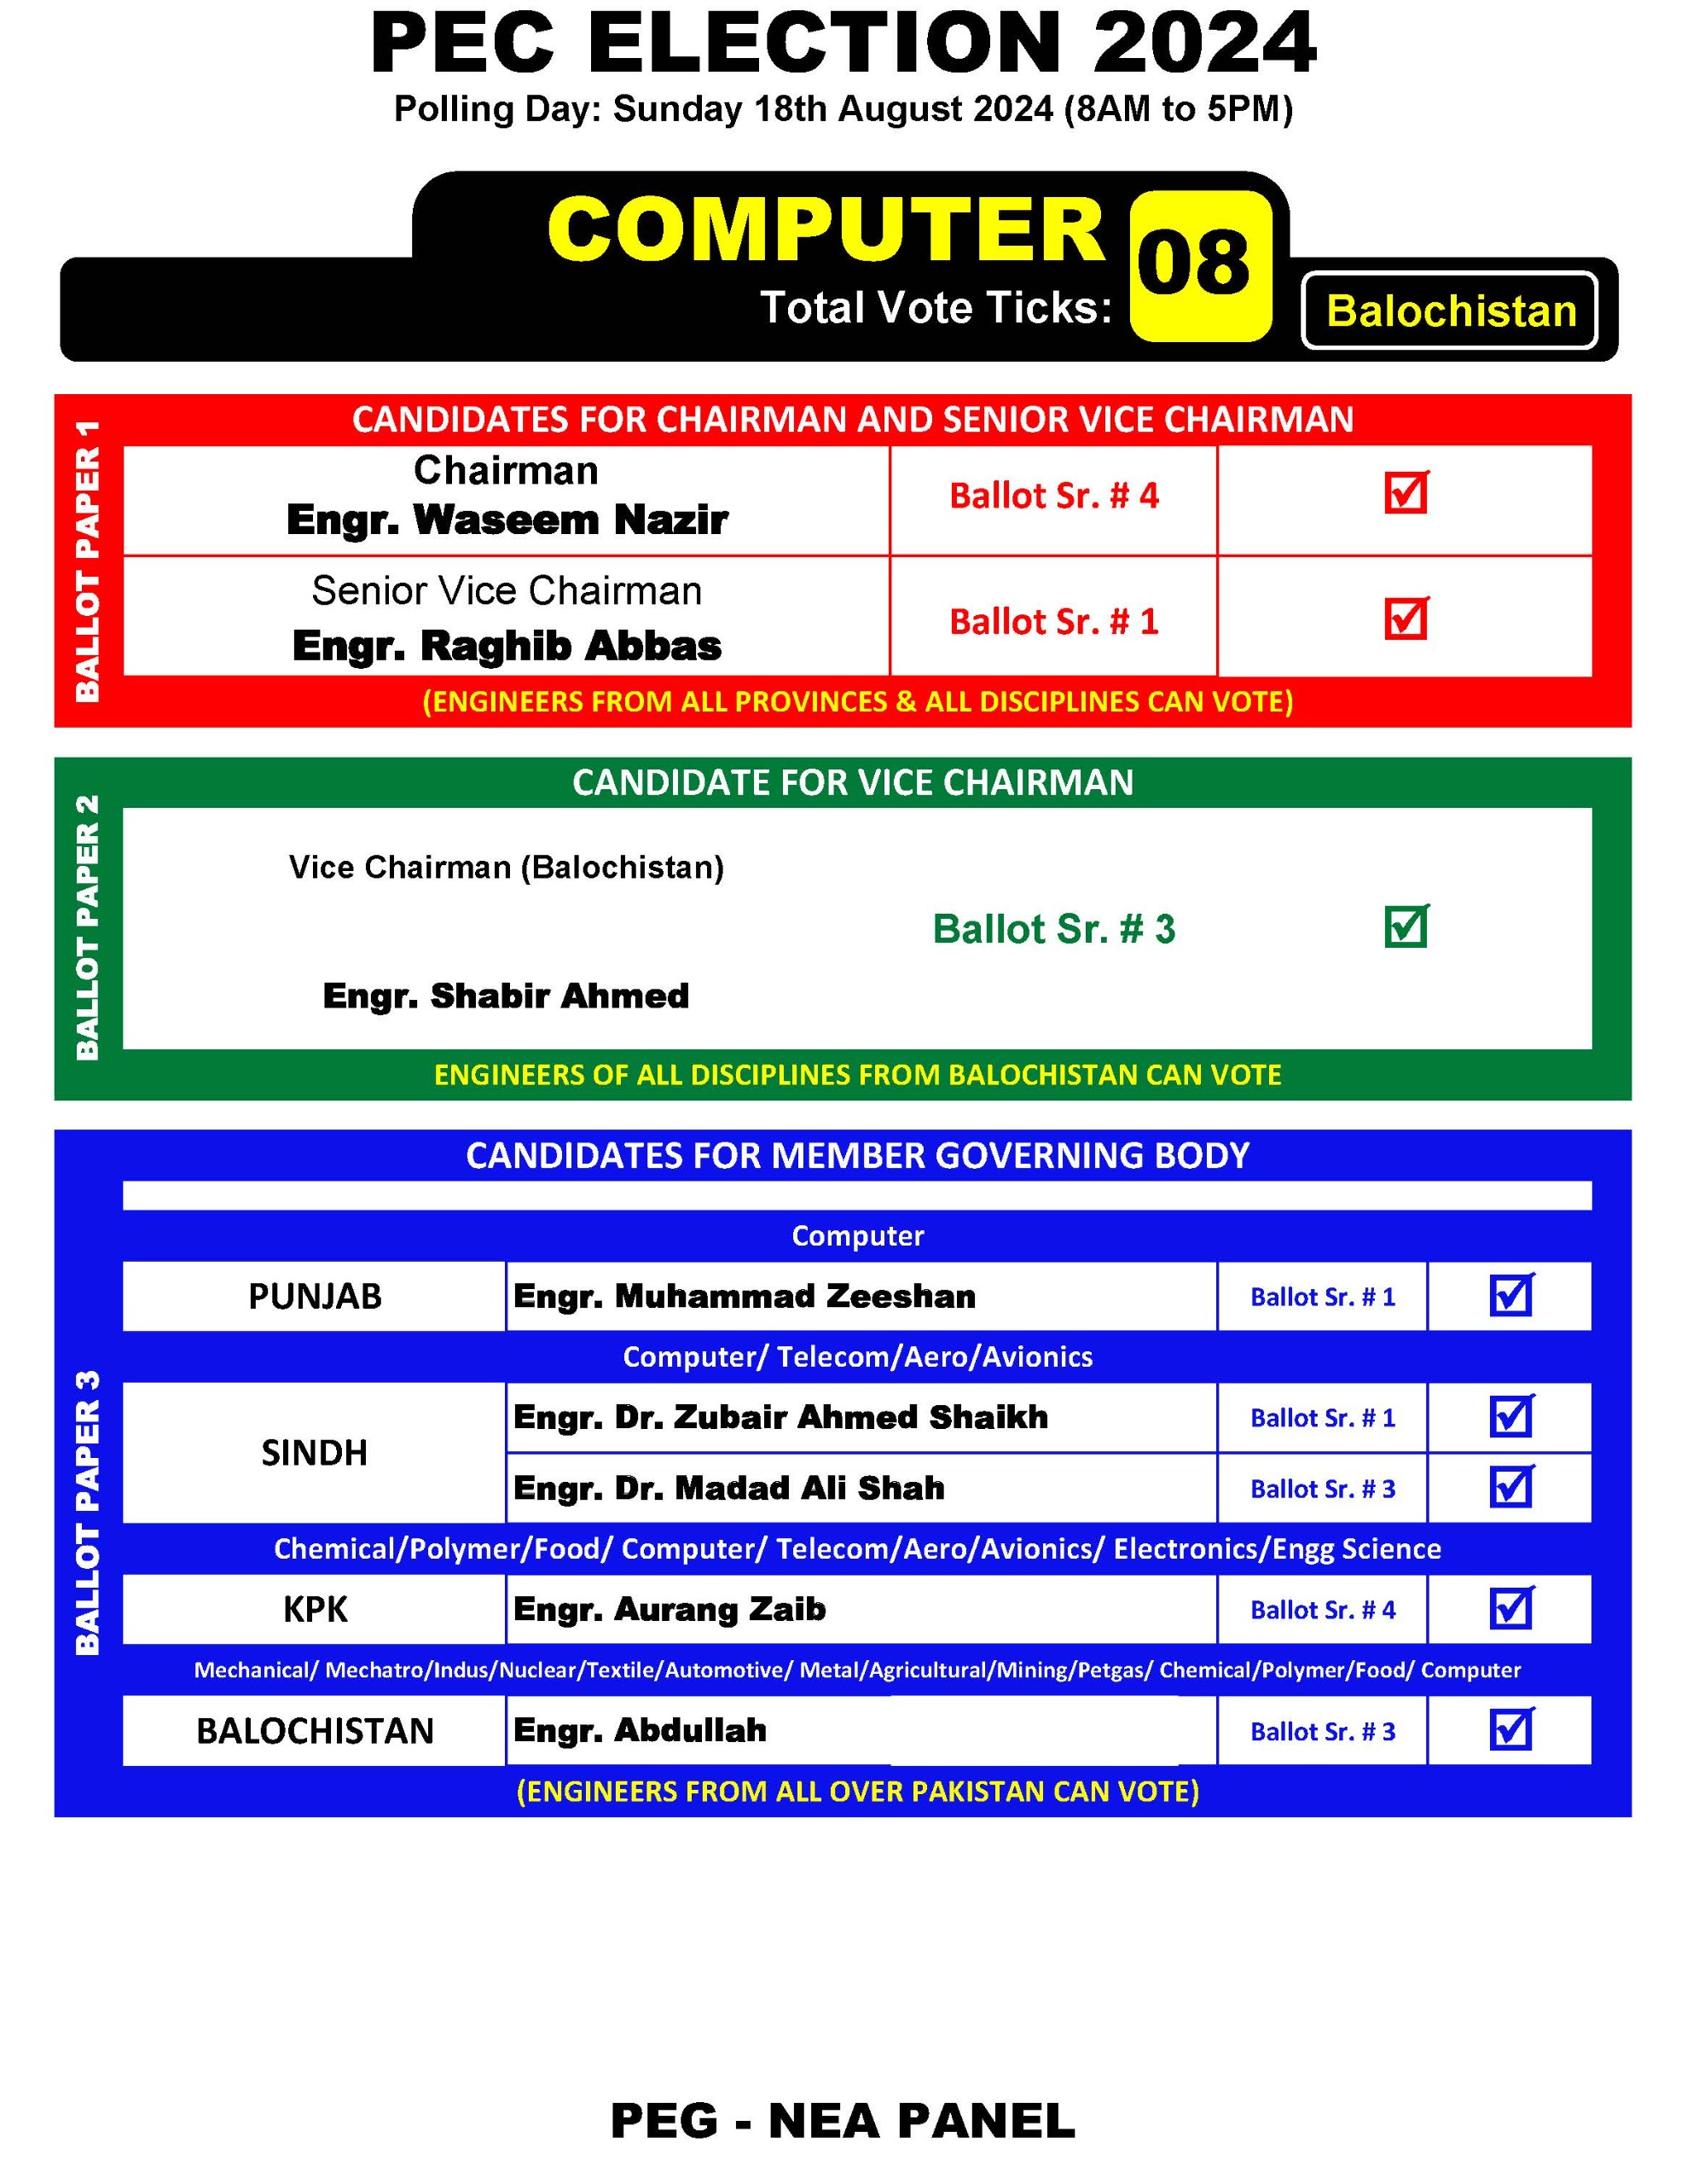 PEC ELECTION 2024
Polling Day: Sunday 18th August 2024 (8AM to 5PM)
COMPUTER 08
Total Vote Ticks:
Balochistan
BALLOT PAPER 1
CANDIDATES FOR CHAIRMAN AND SENIOR VICE CHAIRMAN
Chairman
Engr. Waseem Nazir
Ballot Sr. # 4
Senior Vice Chairman
Engr. Raghib Abbas
Ballot Sr. # 1
(ENGINEERS FROM ALL PROVINCES & ALL DISCIPLINES CAN VOTE)
BALLOT PAPER 2
CANDIDATE FOR VICE CHAIRMAN
Vice Chairman (Balochistan)
Ballot Sr. # 3
Engr. Shabir Ahmed
ENGINEERS OF ALL DISCIPLINES FROM BALOCHISTAN CAN VOTE
BALLOT PAPER 3
CANDIDATES FOR MEMBER GOVERNING BODY
Computer
PUNJAB Engr. Muhammad Zeeshan Ballot Sr. # 1
Computer/ Telecom/Aero/Avionics
SINDH
Engr. Dr. Zubair Ahmed Shaikh Ballot Sr. # 1
Engr. Dr. Madad Ali Shah Ballot Sr. # 3
Chemical/Polymer/Food/ Computer/ Telecom/Aero/Avionics/ Electronics/Engg Science
KPK Engr. Aurang Zaib Ballot Sr. # 4
Mechanical/ Mechatro/Indus/Nuclear/Textile/Automotive/ Metal/Agricultural/Mining/Petgas/ Chemical/Polymer/Food/ Computer
BALOCHISTAN Engr. Abdullah Ballot Sr. # 3
(ENGINEERS FROM ALL OVER PAKISTAN CAN VOTE)
PEG - NEA PANEL